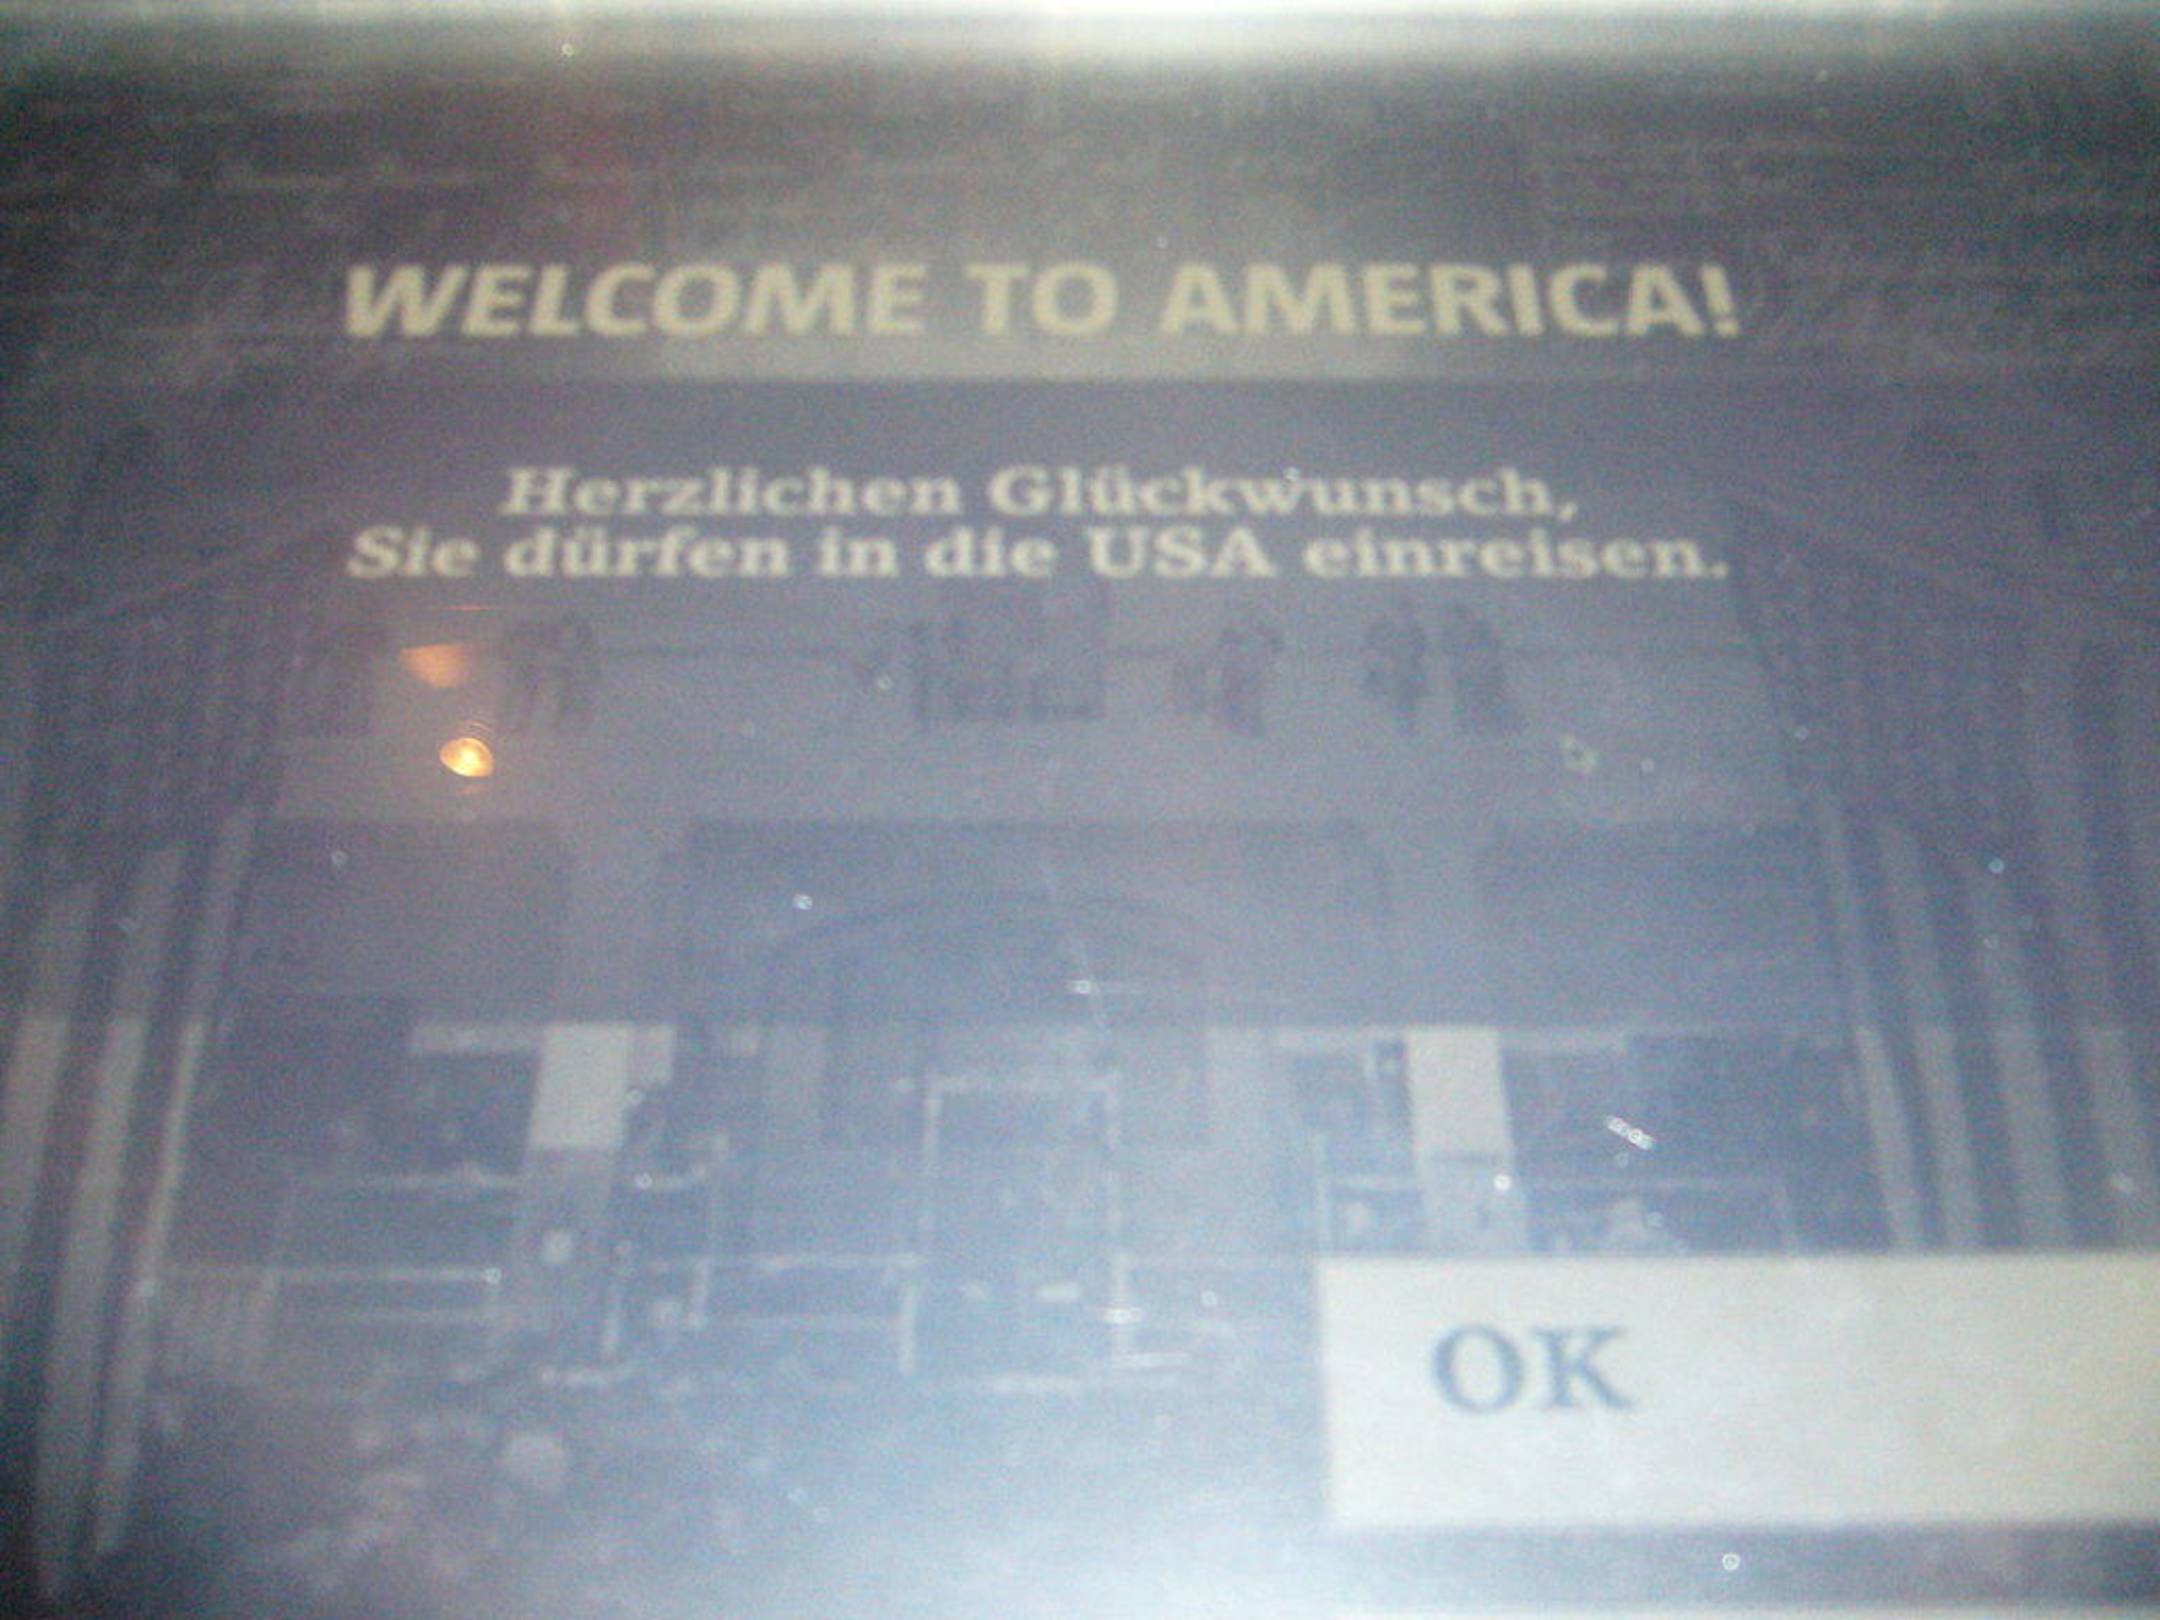 WELCOME TO AMERICA!
Herzlichen Glückwunsch,
Sie dürfen in die USA einreisen.
OK